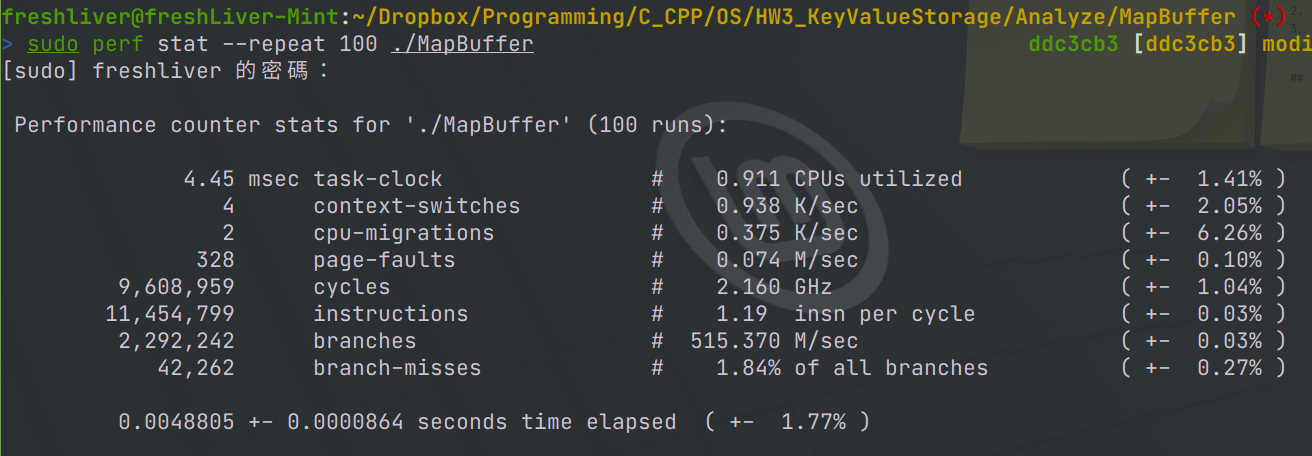 freshliver@freshLiver-Mint:~/Dropbox/Programming/C_CPP/OS/HW3_KeyValueStorage/Analyze/MapBuffer (*)
> sudo perf stat --repeat 100 ./MapBuffer ddc3cb3 [ddc3cb3] modi
[sudo] freshliver 的密碼：
Performance counter stats for './MapBuffer' (100 runs):
4.45 msec task-clock # 0.911 CPUs utilized ( +- 1.41% )
4 context-switches # 0.938 K/sec ( +- 2.05% )
2 cpu-migrations # 0.375 K/sec ( +- 6.26% )
328 page-faults # 0.074 M/sec ( +- 0.10% )
9,608,959 cycles # 2.160 GHz ( +- 1.04% )
11,454,799 instructions # 1.19 insn per cycle ( +- 0.03% )
2,292,242 branches # 515.370 M/sec ( +- 0.03% )
42,262 branch-misses # 1.84% of all branches ( +- 0.27% )
0.0048805 +- 0.0000864 seconds time elapsed ( +- 1.77% )